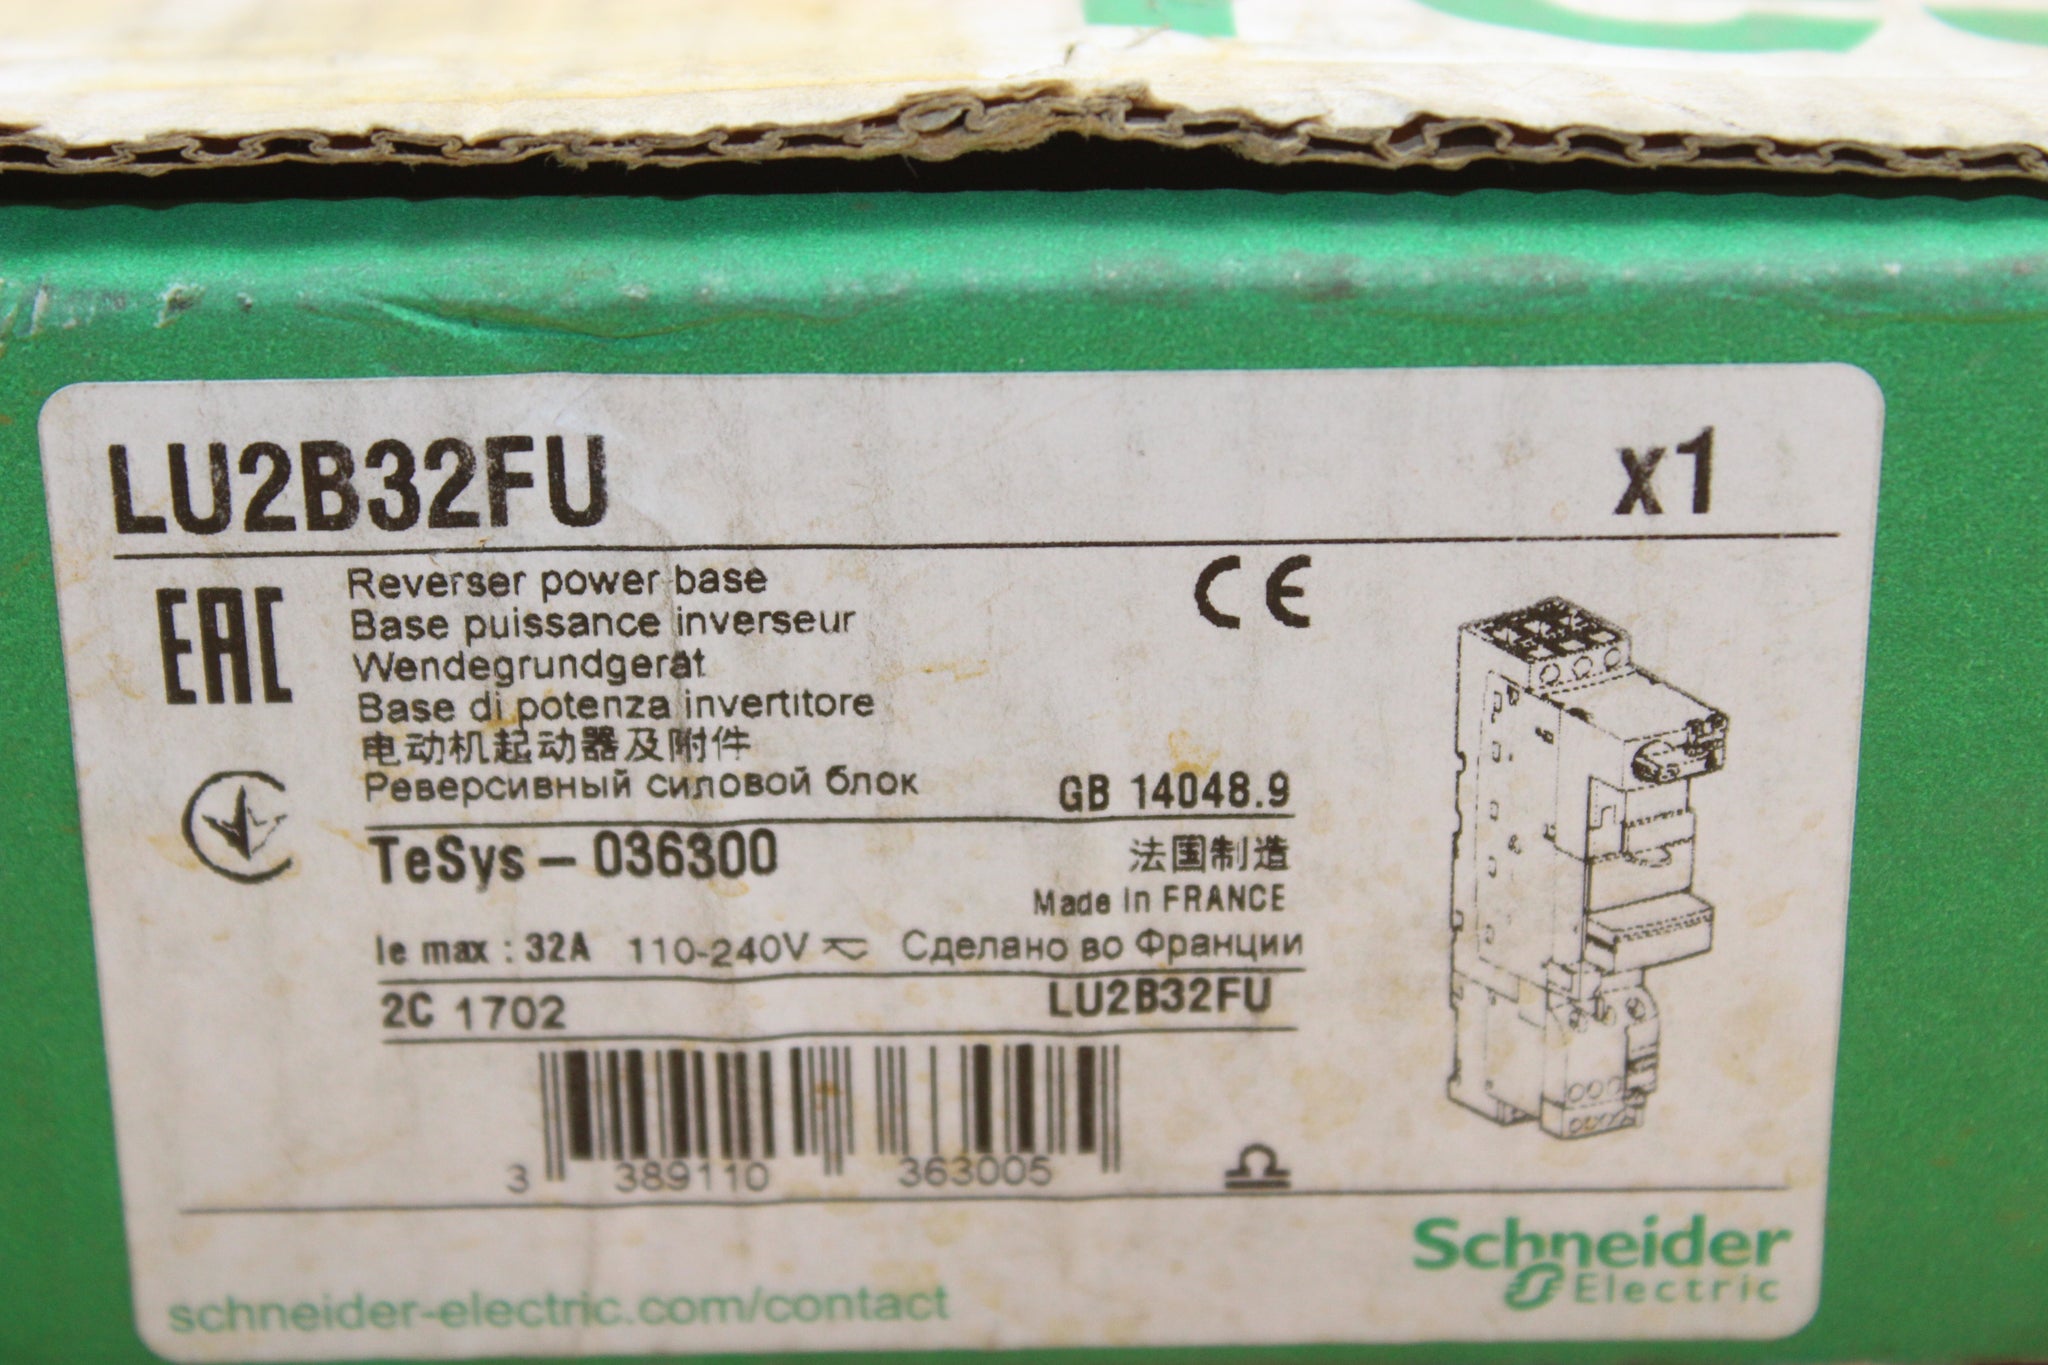 LU2B32FU x1
EAC
CE
Reverser power base
Base puissance inverseur
Wendegrundgerät
Base di potenza invertitore
电动机起动器及附件
Реверсивный силовой блок
GB 14048.9
TeSys - 036300
法国制造
Made in FRANCE
Ie max : 32A 110-240V Сделано во Франции
2C 1702 LU2B32FU
3 389110 363005
schneider-electric.com/contact
Schneider
Electric